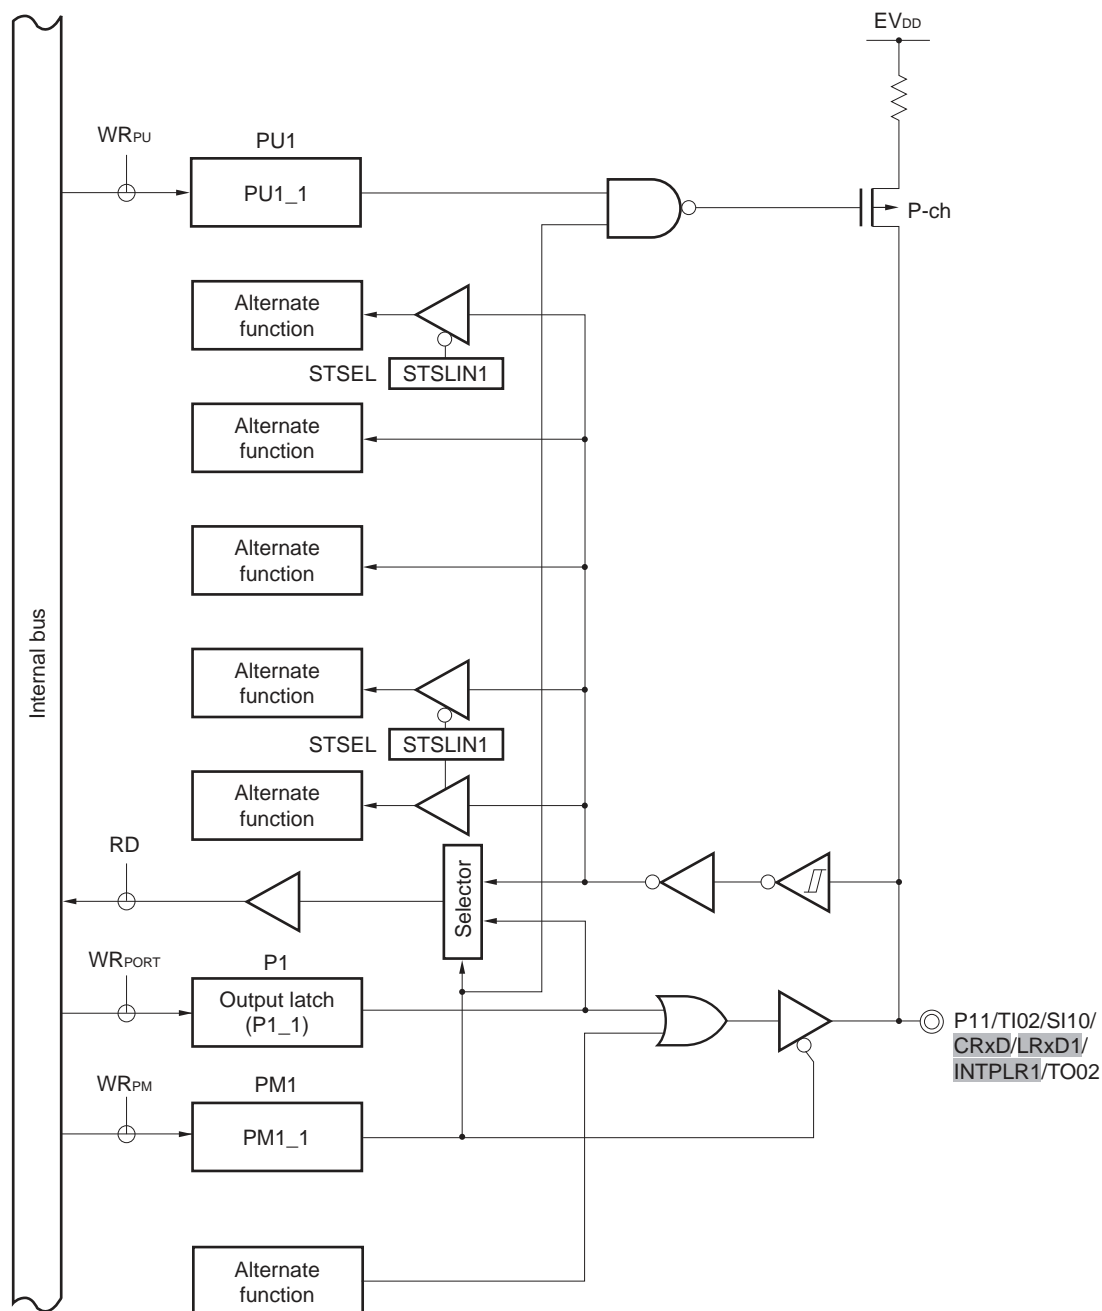 EVDD
WRPU
PU1
PU1_1
P-ch
Alternate
function
STSEL STSLIN1
Alternate
function
Alternate
function
Internal bus
Alternate
function
STSEL STSLIN1
Alternate
function
RD
Selector
WRPORT
P1
Output latch
(P1_1)
P11/TI02/SI10/
CRxD/LRxD1/
INTPLR1/TO02
WRPM
PM1
PM1_1
Alternate
function